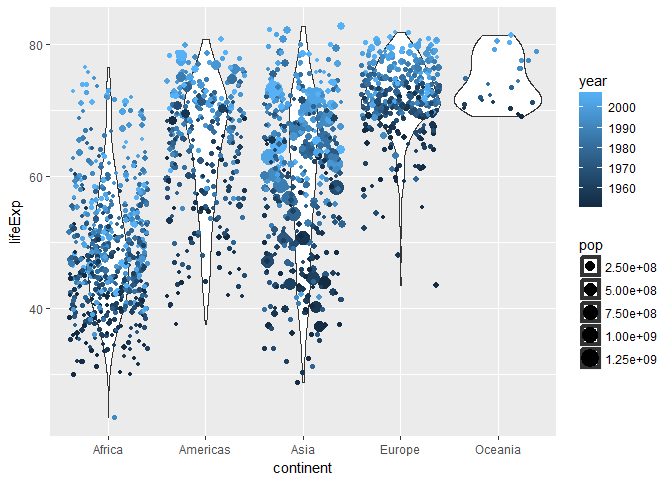 80
60
40
lifeExp
Africa
Americas
Asia
Europe
Oceania
continent
year
2000
1990
1980
1970
1960
pop
2.50e+08
5.00e+08
7.50e+08
1.00e+09
1.25e+09